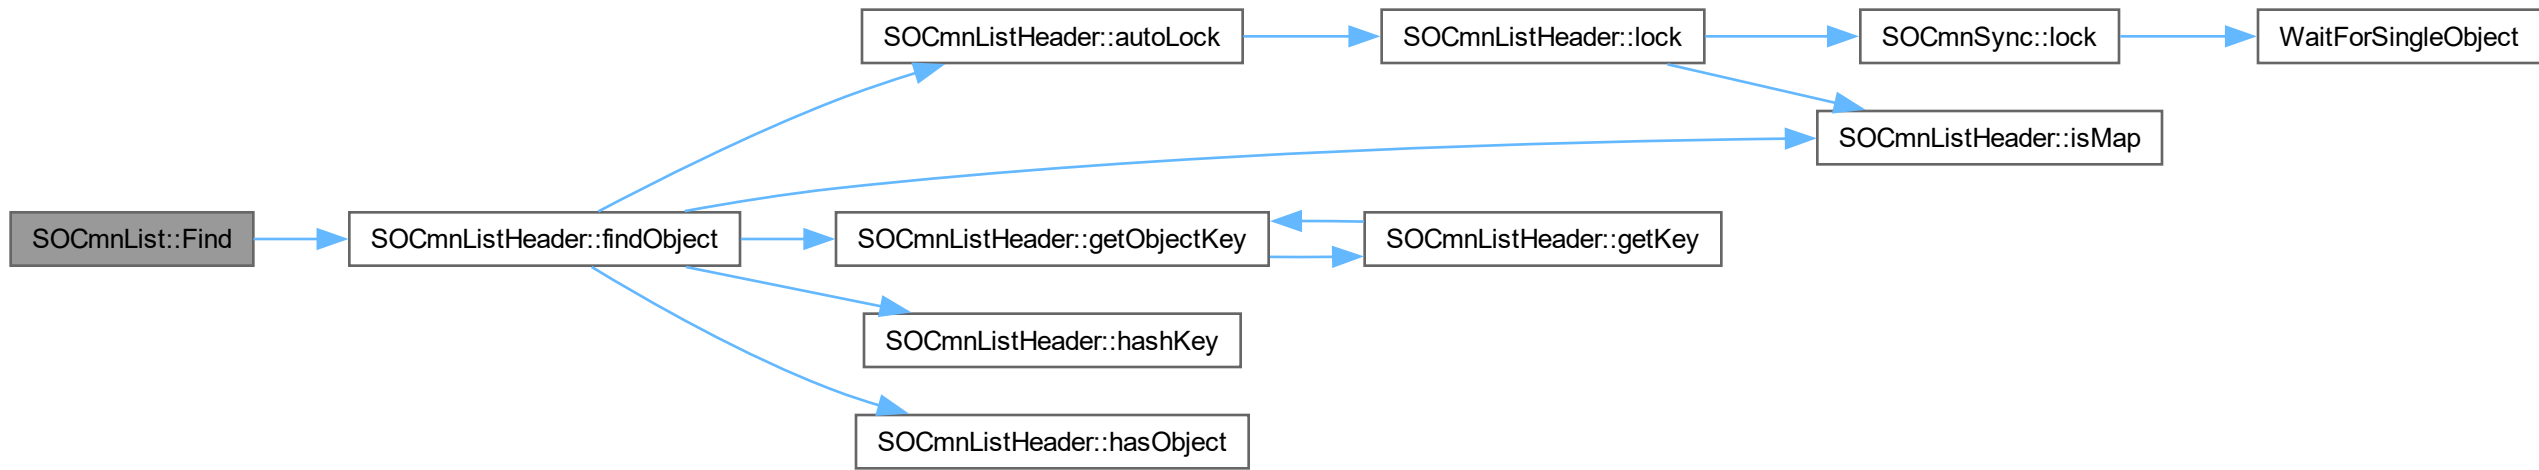 SOCmnListHeader::autoLock
SOCmnListHeader::lock
SOCmnSync::lock
WaitForSingleObject
SOCmnListHeader::isMap
SOCmnList::Find
SOCmnListHeader::findObject
SOCmnListHeader::getObjectKey
SOCmnListHeader::getKey
SOCmnListHeader::hashKey
SOCmnListHeader::hasObject